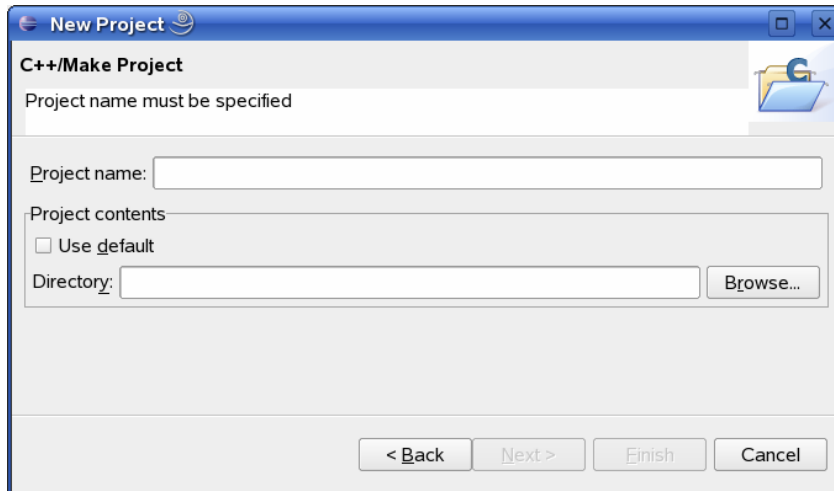 New Project
C++/Make Project
Project name must be specified
Project name:
Project contents
Use default
Directory: Browse...
< Back Next > Finish Cancel